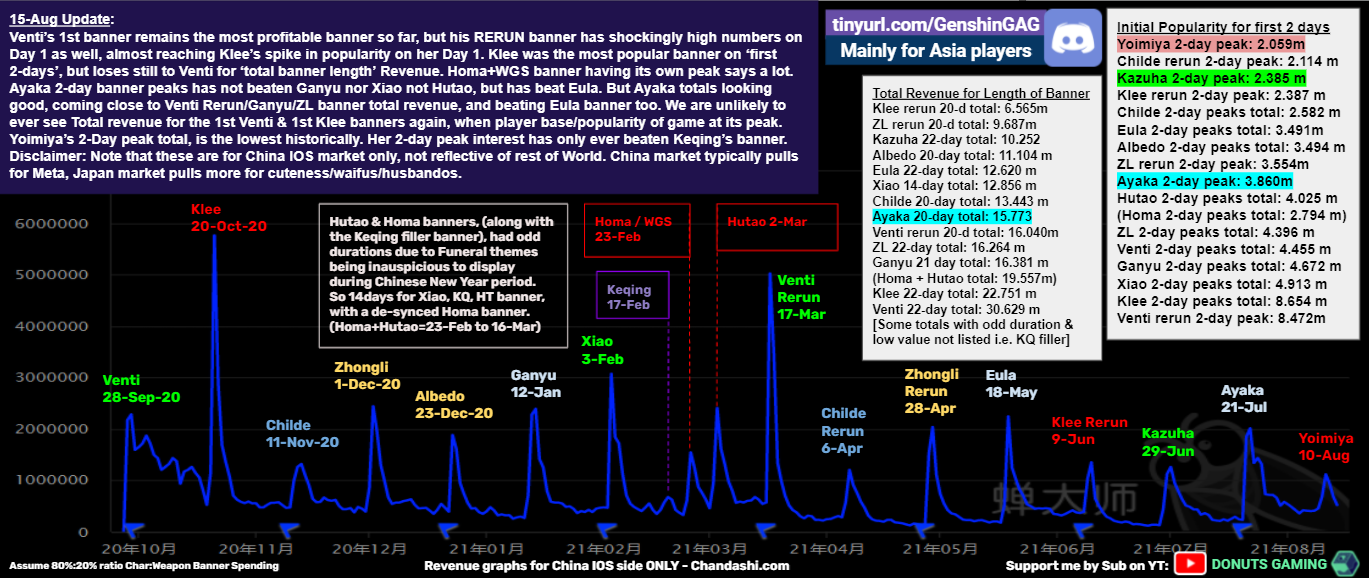 15-Aug Update:
Venti's 1st banner remains the most profitable banner so far, but his RERUN banner has shockingly high numbers on
Day 1 as well, almost reaching Klee's spike in popularity on her Day 1. Klee was the most popular banner on 'first
2-days', but loses still to Venti for 'total banner length' Revenue. Homa+WGS banner having its own peak says a lot.
Ayaka 2-day banner peaks has not beaten Ganyu nor Xiao not Hutao, but has beat Eula. But Ayaka totals looking
good, coming close to Venti Rerun/Ganyu/ZL banner total revenue, and beating Eula banner too. We are unlikely to
ever see Total revenue for the 1st Venti & 1st Klee banners again, when player base/popularity of game at its peak.
Yoimiya's 2-Day peak total, is the lowest historically. Her 2-day peak interest has only ever beaten Keqing's banner.
Disclaimer: Note that these are for China IOS market only, not reflective of rest of World. China market typically pulls
for Meta, Japan market pulls more for cuteness/waifus/husbandos.
tinyurl.com/GenshinGAG
Mainly for Asia players
Initial Popularity for first 2 days
Yoimiya 2-day peak: 2.059m
Childe rerun 2-day peak: 2.114 m
Kazuha 2-day peak: 2.385 m
Klee rerun 2-day peak: 2.387 m
Childe 2-day peaks total: 2.582 m
Eula 2-day peaks total: 3.491m
Albedo 2-day peaks total: 3.494 m
ZL rerun 2-day peak: 3.554m
Ayaka 2-day peak: 3.860m
Hutao 2-day peaks total: 4.025 m
(Homa 2-day peaks total: 2.794 m)
ZL 2-day peaks total: 4.396 m
Venti 2-day peaks total: 4.455 m
Ganyu 2-day peaks total: 4.672 m
Xiao 2-day peaks total: 4.913 m
Klee 2-day peaks total: 8.654 m
Venti rerun 2-day peaks total: 8.472m
Total Revenue for Length of Banner
Klee rerun 20-d total: 6.565m
ZL rerun 20-d total: 9.687m
Kazuha 22-day total: 10.252
Albedo 20-day total: 11.104 m
Eula 22-day total: 12.620 m
Xiao 14-day total: 12.856 m
Childe 20-day total: 13.443 m
Ayaka 20-day total: 15.773
Venti rerun 20-d total: 16.040m
ZL 22-day total: 16.264 m
Ganyu 21 day total: 16.381 m
(Homa + Hutao total: 19.557m)
Klee 22-day total: 22.751 m
Venti 22-day total: 30.629 m
[Some totals with odd duration &
low value not listed i.e. KQ filler]
6000000
5000000
4000000
3000000
2000000
1000000
0
Klee
20-Oct-20
Hutao & Homa banners, (along with
the Keqing filler banner), had odd
durations due to Funeral themes
being inauspicious to display
during Chinese New Year period.
So 14days for Xiao, KQ, HT banner,
with a de-synced Homa banner.
(Homa+Hutao=23-Feb to 16-Mar)
Homa / WGS
23-Feb
Hutao 2-Mar
Keqing
17-Feb
Venti
Rerun
17-Mar
Xiao
3-Feb
Venti
28-Sep-20
Childe
11-Nov-20
Zhongli
1-Dec-20
Albedo
23-Dec-20
Ganyu
12-Jan
Childe
Rerun
6-Apr
Zhongli
Rerun
28-Apr
Eula
18-May
Klee Rerun
9-Jun
Kazuha
29-Jun
Ayaka
21-Jul
Yoimiya
10-Aug
蝉大师
20年10月
20年11月
20年12月
21年01月
21年02月
21年03月
21年04月
21年05月
21年06月
21年07月
21年08月
Assume 80%:20% ratio Char:Weapon Banner Spending
Revenue graphs for China IOS side ONLY - Chandashi.com
Support me by Sub on YT:
DONUTS GAMING